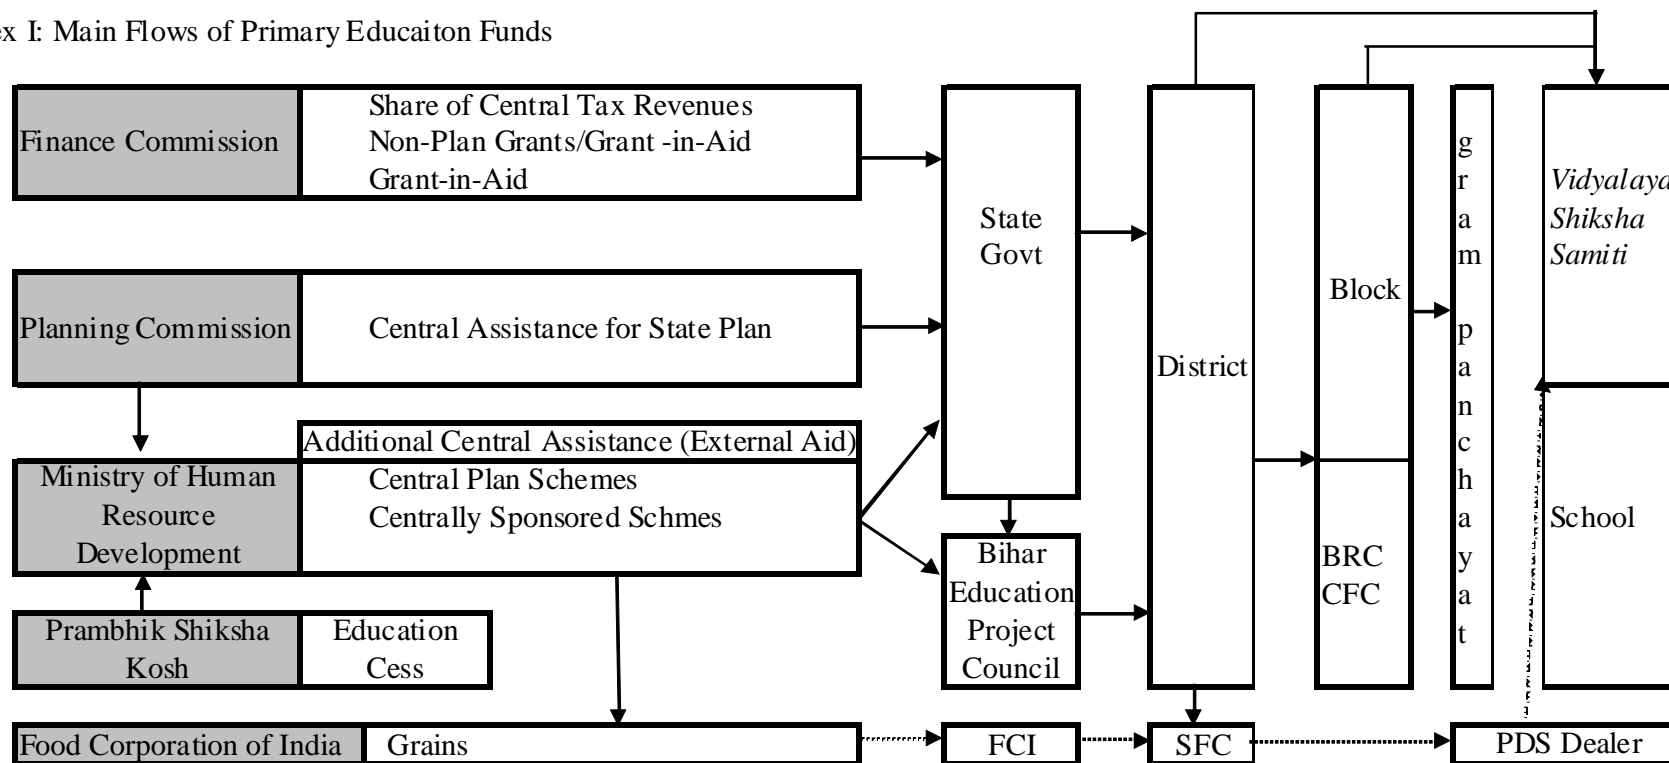 ex I: Main Flows of Primary Educaiton Funds
Finance Commission
Share of Central Tax Revenues
Non-Plan Grants/Grant -in-Aid
Grant-in-Aid
Planning Commission
Central Assistance for State Plan
Additional Central Assistance (External Aid)
Ministry of Human
Resource
Development
Central Plan Schemes
Centrally Sponsored Schmes
Prambhik Shiksha
Kosh
Education
Cess
Food Corporation of India
Grains
State
Govt
Bihar
Education
Project
Council
FCI
District
SFC
Block
BRC
CFC
g
r
a
m
p
a
n
c
h
a
y
a
t
Vidyalaya
Shiksha
Samiti
School
PDS Dealer